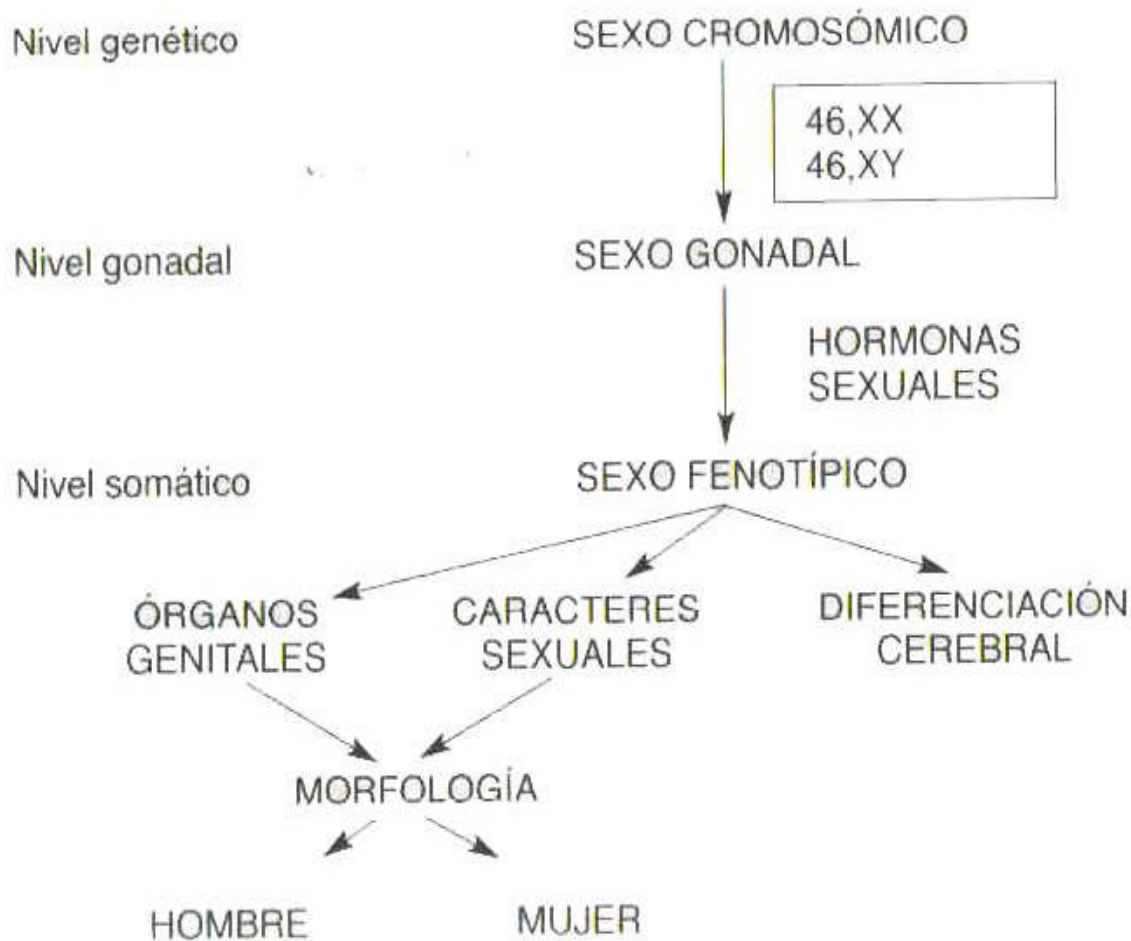 Nivel genético
SEXO CROMOSÓMICO
46,XX
46,XY
Nivel gonadal
SEXO GONADAL
HORMONAS
SEXUALES
Nivel somático
SEXO FENOTÍPICO
ÓRGANOS
GENITALES
CARACTERES
SEXUALES
DIFERENCIACIÓN
CEREBRAL
MORFOLOGÍA
HOMBRE
MUJER